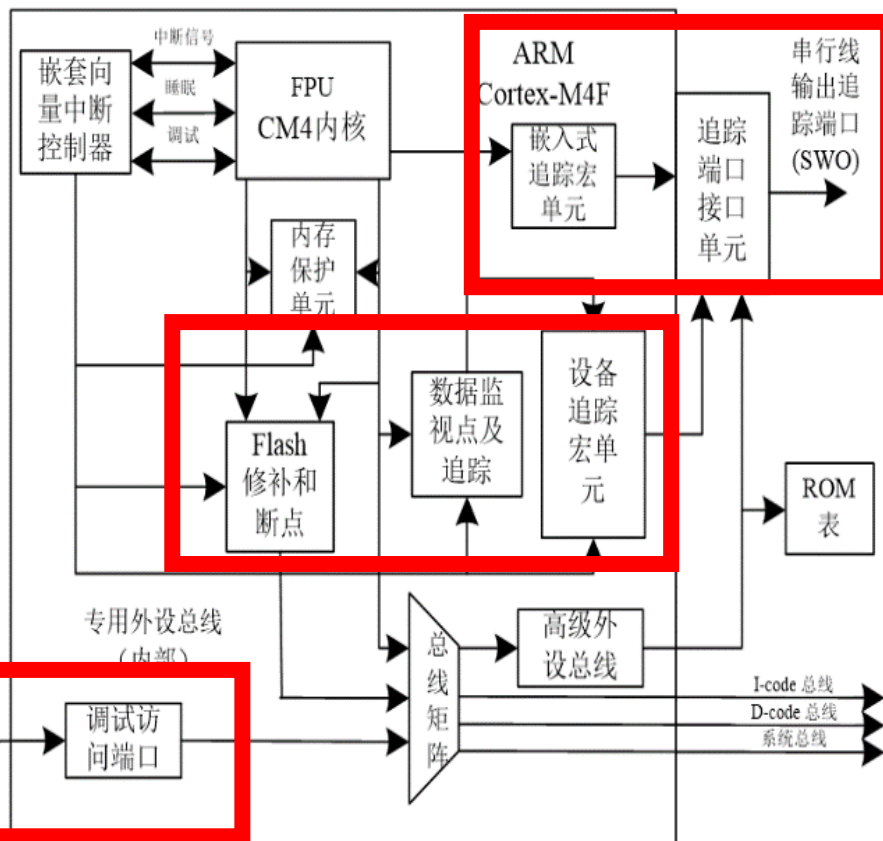 中断信号
睡眠
调试
嵌套向
量中断
控制器
FPU
CM4内核
ARM
Cortex-M4F
嵌入式
追踪宏
单元
追踪
端口
接口
单元
串行线
输出追
踪端口
(SWO)
内存
保护
单元
Flash
修补和
断点
数据监
视点及
追踪
设备
追踪
宏单
元
ROM
表
专用外设总线
（内部）
调试访
问端口
总
线
矩
阵
高级外
设总线
I-code 总线
D-code 总线
系统总线